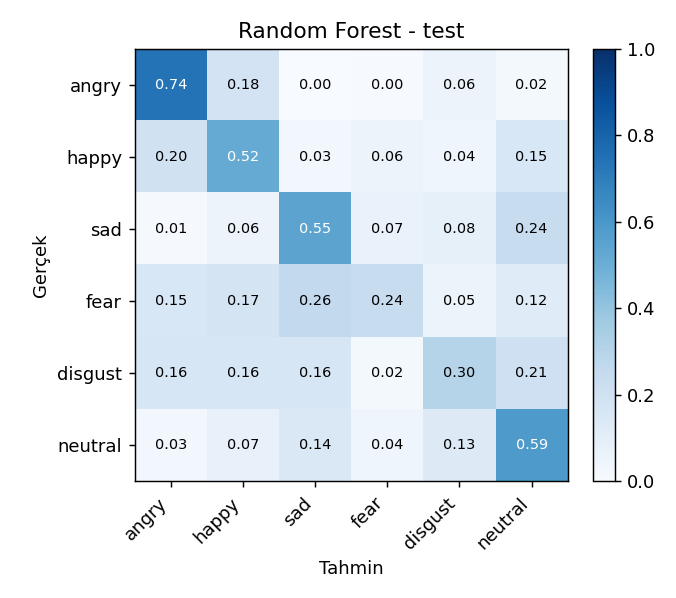 Random Forest - test
angry 0.74 0.18 0.00 0.00 0.06 0.02
happy 0.20 0.52 0.03 0.06 0.04 0.15
sad 0.01 0.06 0.55 0.07 0.08 0.24
fear 0.15 0.17 0.26 0.24 0.05 0.12
disgust 0.16 0.16 0.16 0.02 0.30 0.21
neutral 0.03 0.07 0.14 0.04 0.13 0.59
angry happy sad fear disgust neutral
Tahmin
Gerçek
1.0
0.8
0.6
0.4
0.2
0.0